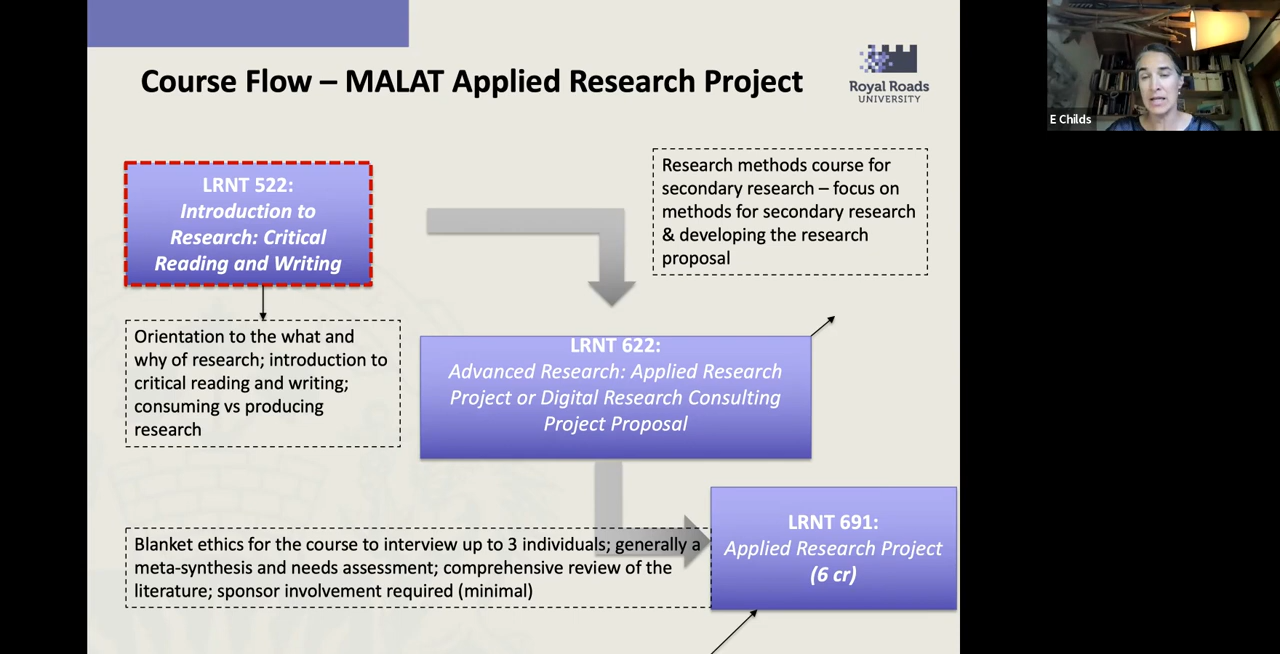 Course Flow – MALAT Applied Research Project
Royal Roads
UNIVERSITY
E Childs
LRNT 522:
Introduction to
Research: Critical
Reading and Writing
Research methods course for
secondary research – focus on
methods for secondary research
& developing the research
proposal
Orientation to the what and
why of research; introduction to
critical reading and writing;
consuming vs producing
research
LRNT 622:
Advanced Research: Applied Research
Project or Digital Research Consulting
Project Proposal
Blanket ethics for the course to interview up to 3 individuals; generally a
meta-synthesis and needs assessment; comprehensive review of the
literature; sponsor involvement required (minimal)
LRNT 691:
Applied Research Project
(6 cr)